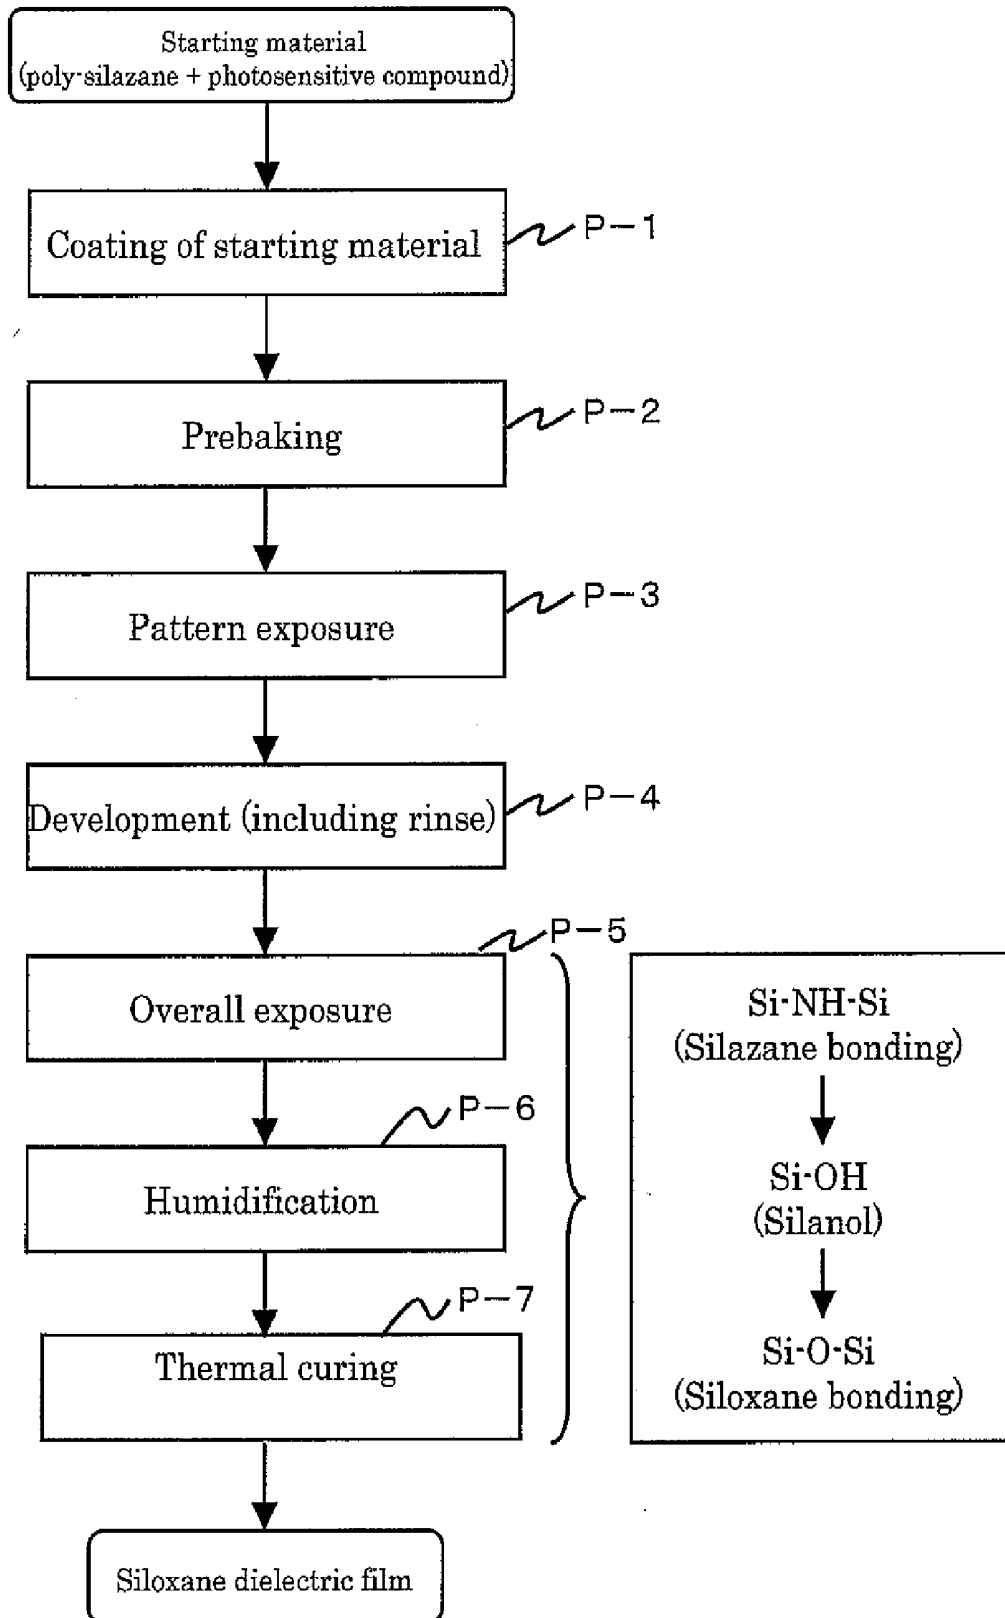 Starting material
(poly-silazane + photosensitive compound)
Coating of starting material
P-1
Prebaking
P-2
Pattern exposure
P-3
Development (including rinse)
P-4
P-5
Overall exposure
P-6
Humidification
P-7
Thermal curing
Siloxane dielectric film
Si-NH-Si
(Silazane bonding)
Si-OH
(Silanol)
Si-O-Si
(Siloxane bonding)